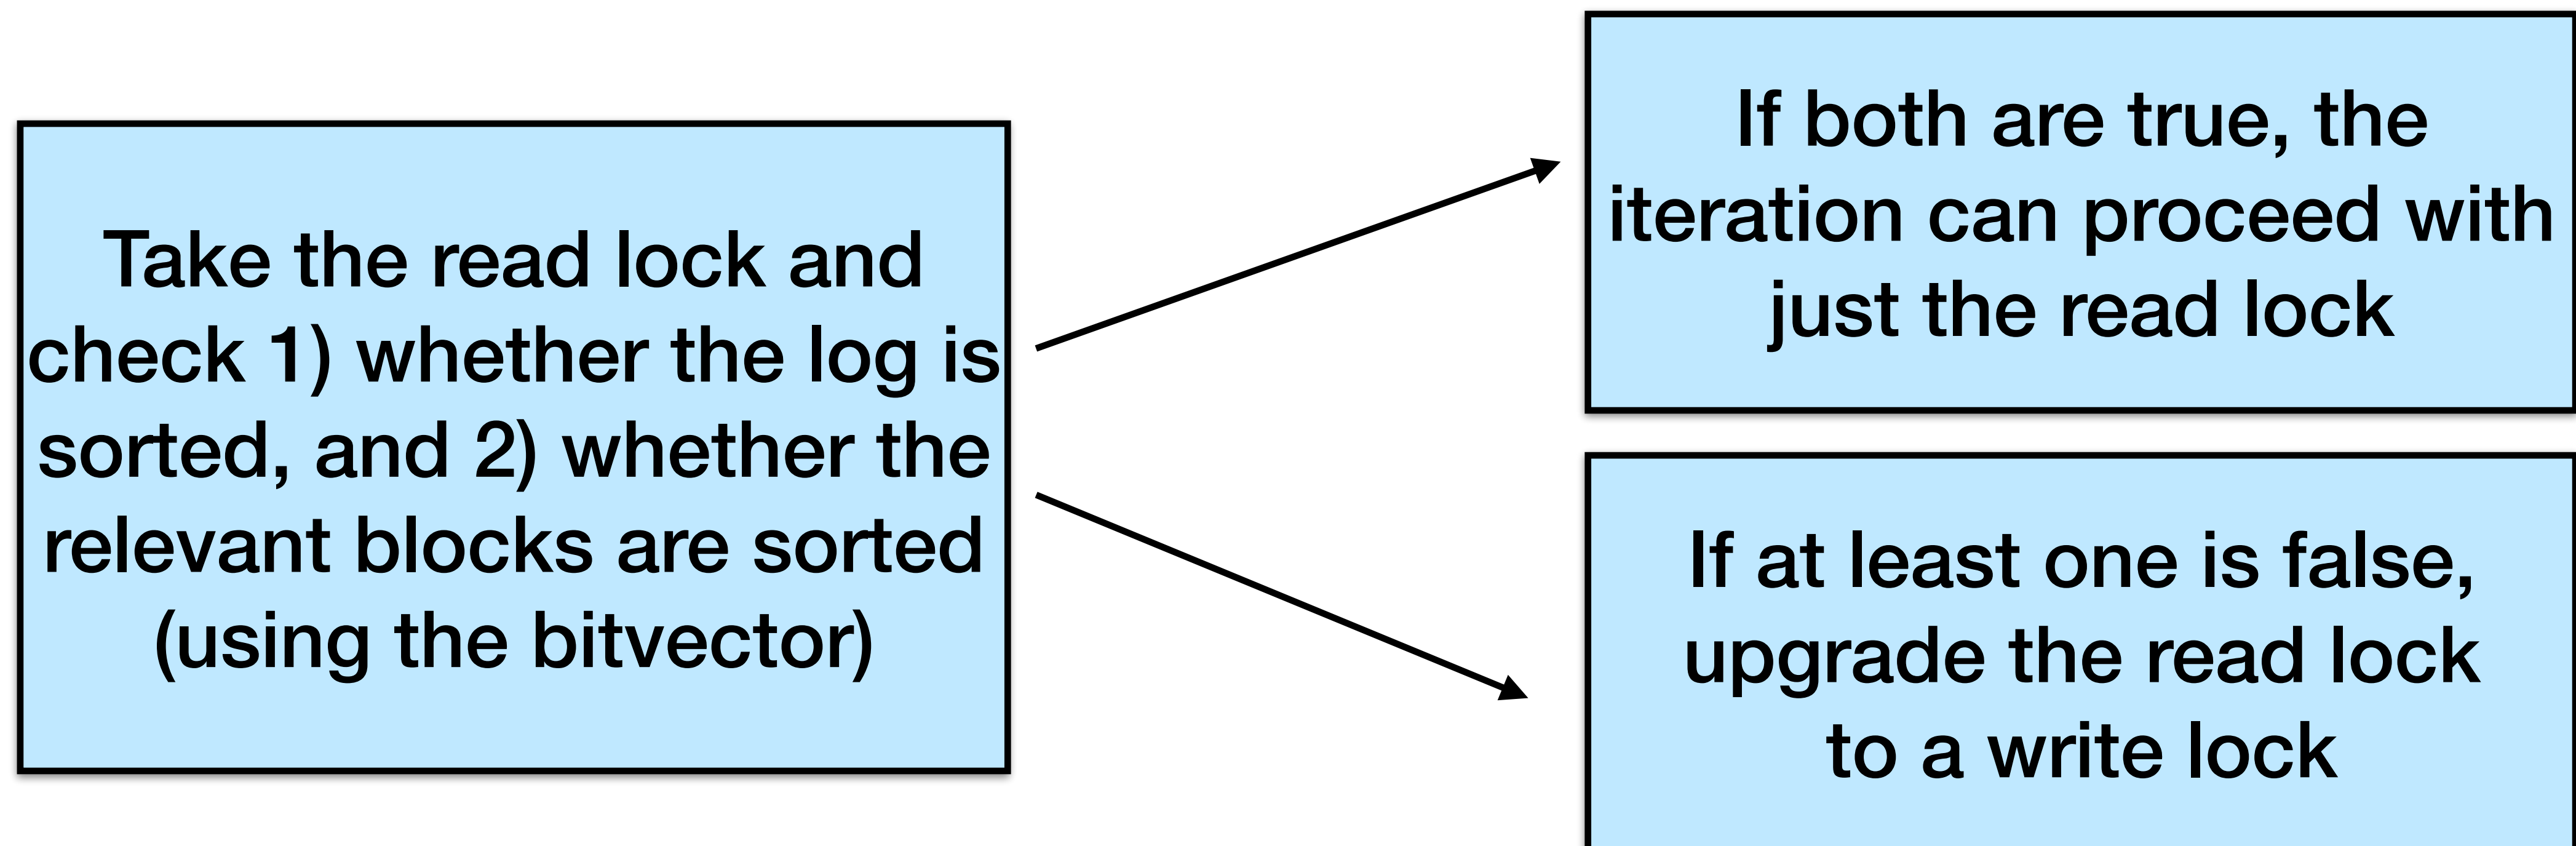 Take the read lock and
check 1) whether the log is
sorted, and 2) whether the
relevant blocks are sorted
(using the bitvector)
If both are true, the
iteration can proceed with
just the read lock
If at least one is false,
upgrade the read lock
to a write lock